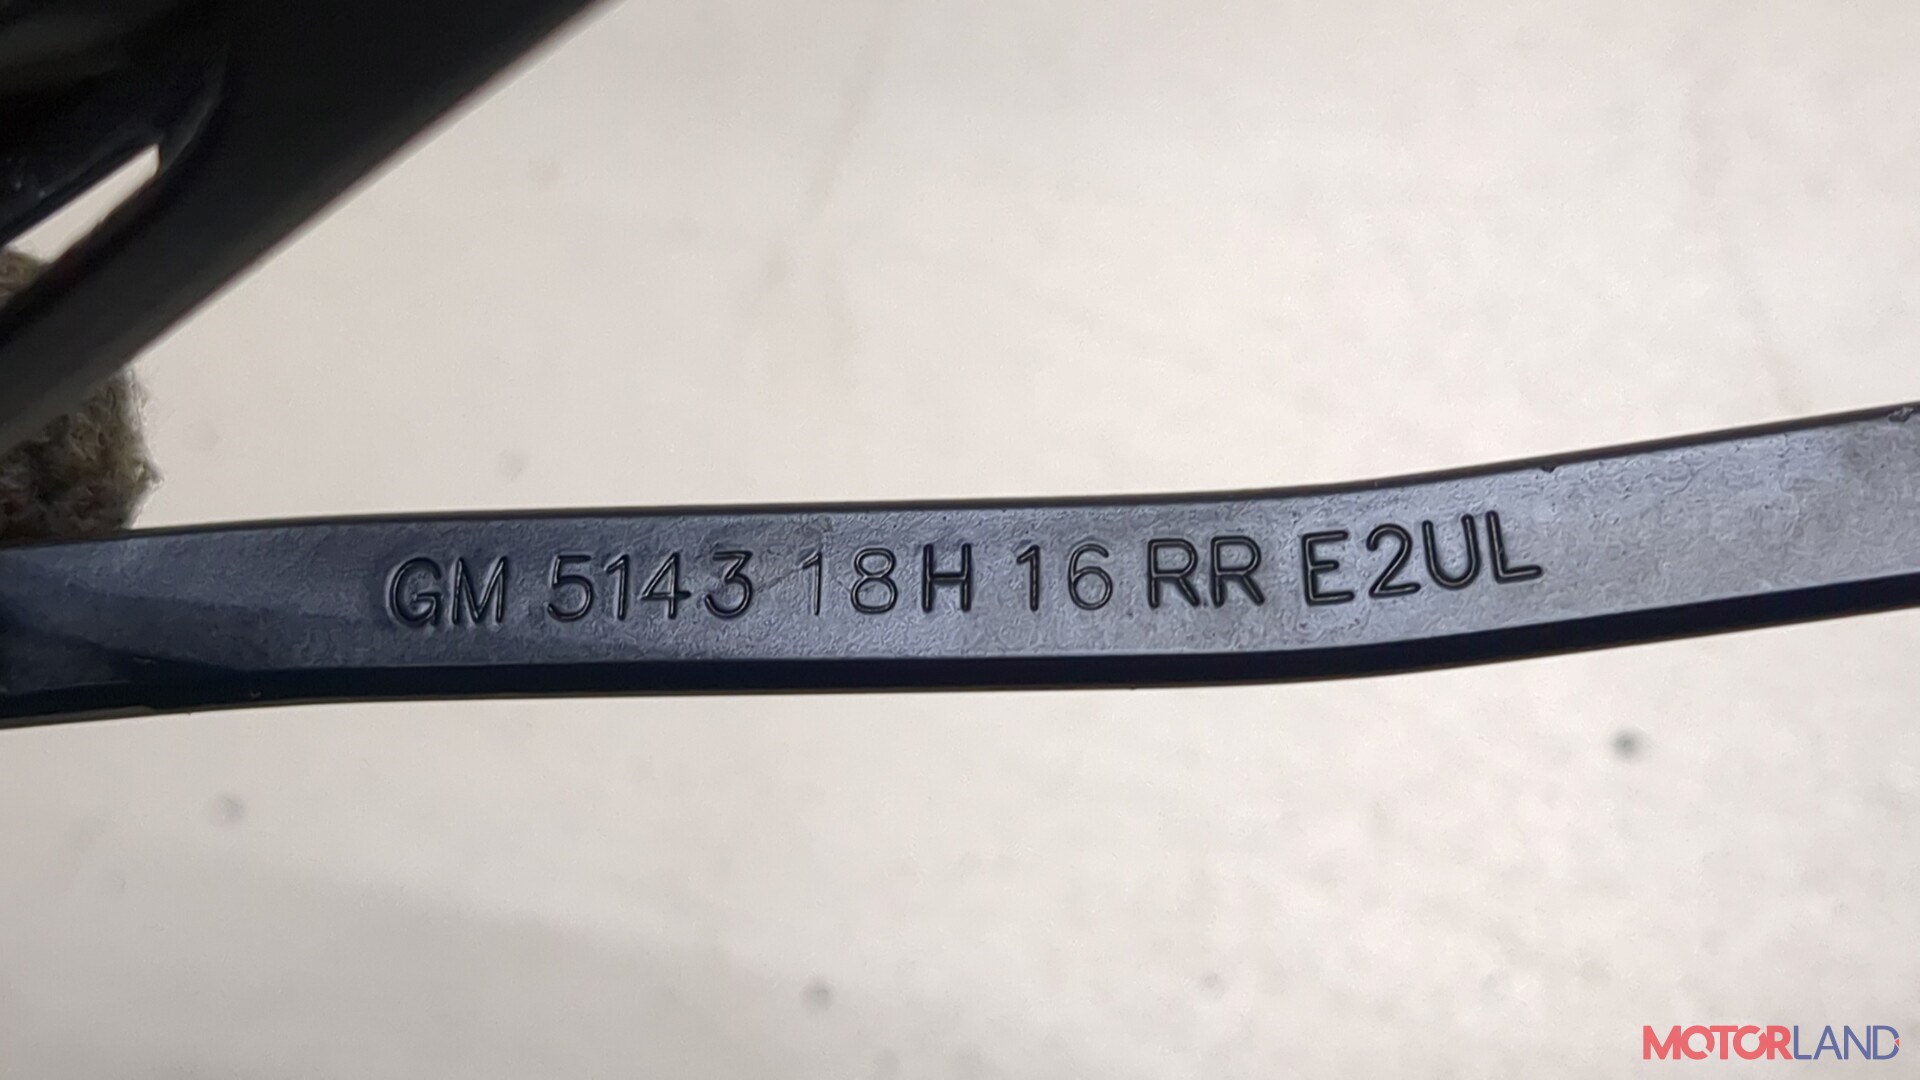 GM 5143 18H 16 RR E2UL
MOTORLAND